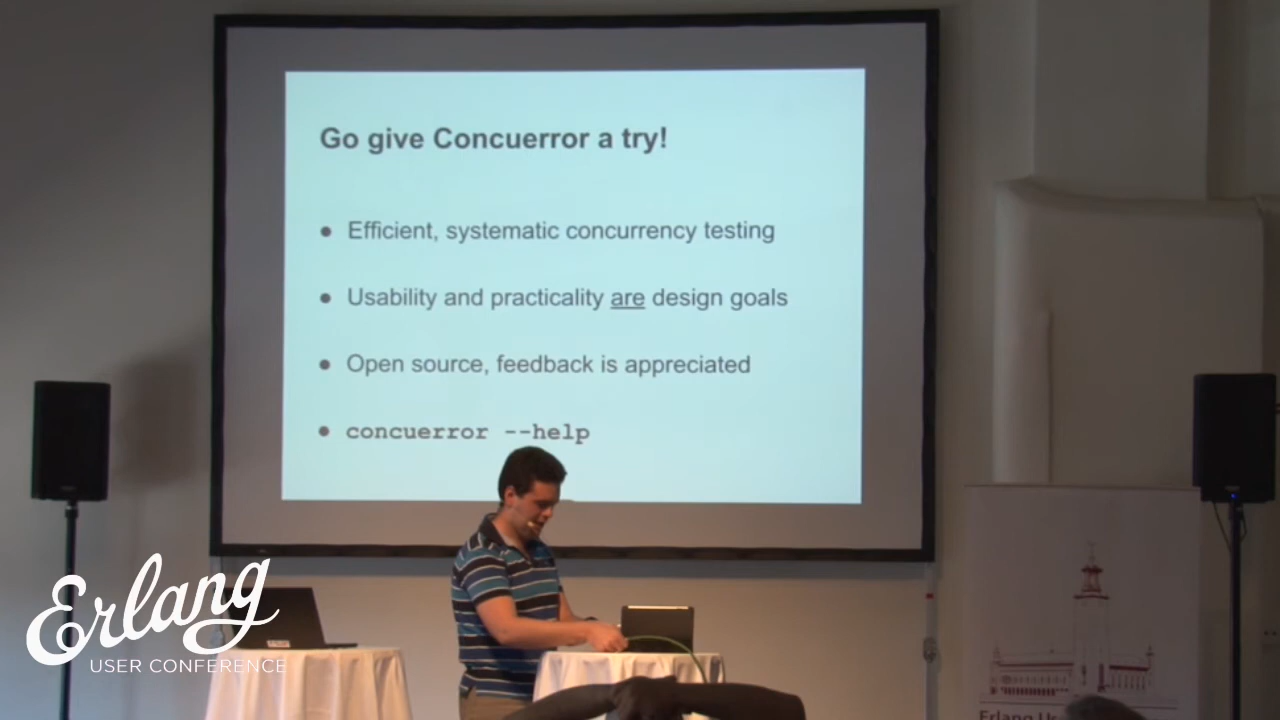 Go give Concuerror a try!
● Efficient, systematic concurrency testing
● Usability and practicality are design goals
● Open source, feedback is appreciated
● concuerror --help
Erlang
USER CONFERENCE
Erlang